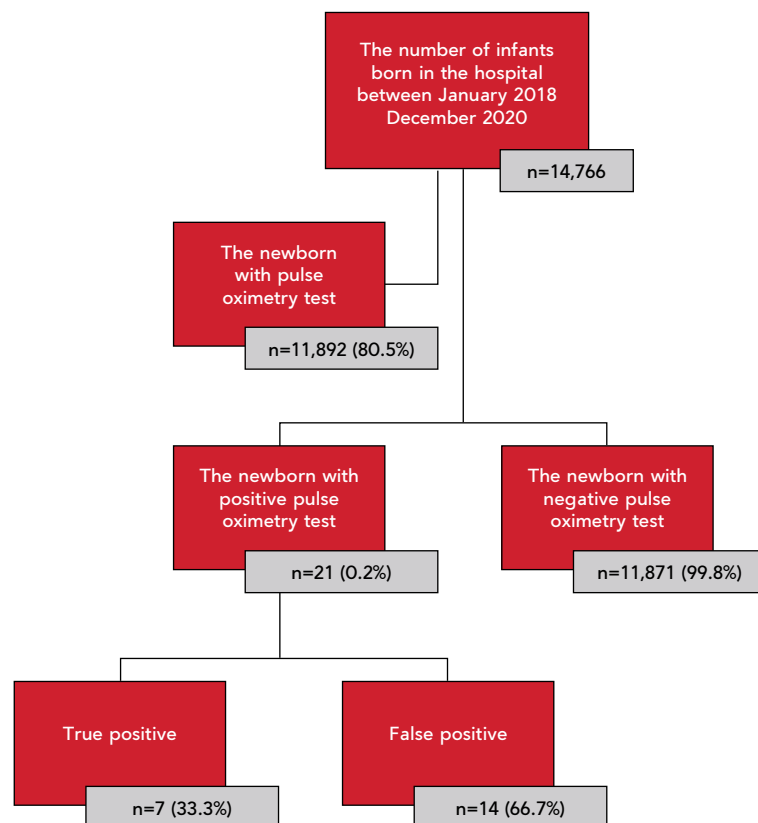 The number of infants
born in the hospital
between January 2018
December 2020
n=14,766
The newborn
with pulse
oximetry test
n=11,892 (80.5%)
The newborn with
positive pulse
oximetry test
n=21 (0.2%)
The newborn with
negative pulse
oximetry test
n=11,871 (99.8%)
True positive
n=7 (33.3%)
False positive
n=14 (66.7%)